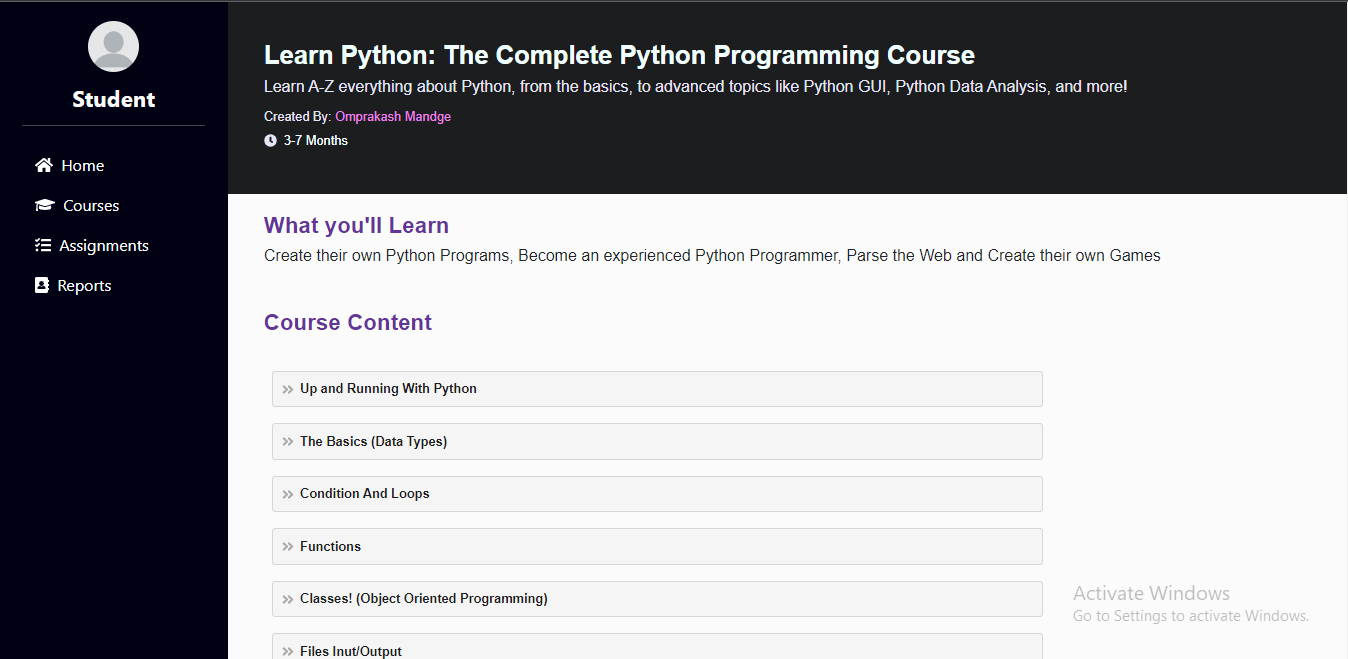 Student
Home
Courses
Assignments
Reports
Learn Python: The Complete Python Programming Course
Learn A-Z everything about Python, from the basics, to advanced topics like Python GUI, Python Data Analysis, and more!
Created By: Omprakash Mandge
3-7 Months
What you'll Learn
Create their own Python Programs, Become an experienced Python Programmer, Parse the Web and Create their own Games
Course Content
Up and Running With Python
The Basics (Data Types)
Condition And Loops
Functions
Classes! (Object Oriented Programming)
Files Inut/Output
Activate Windows
Go to Settings to activate Windows.